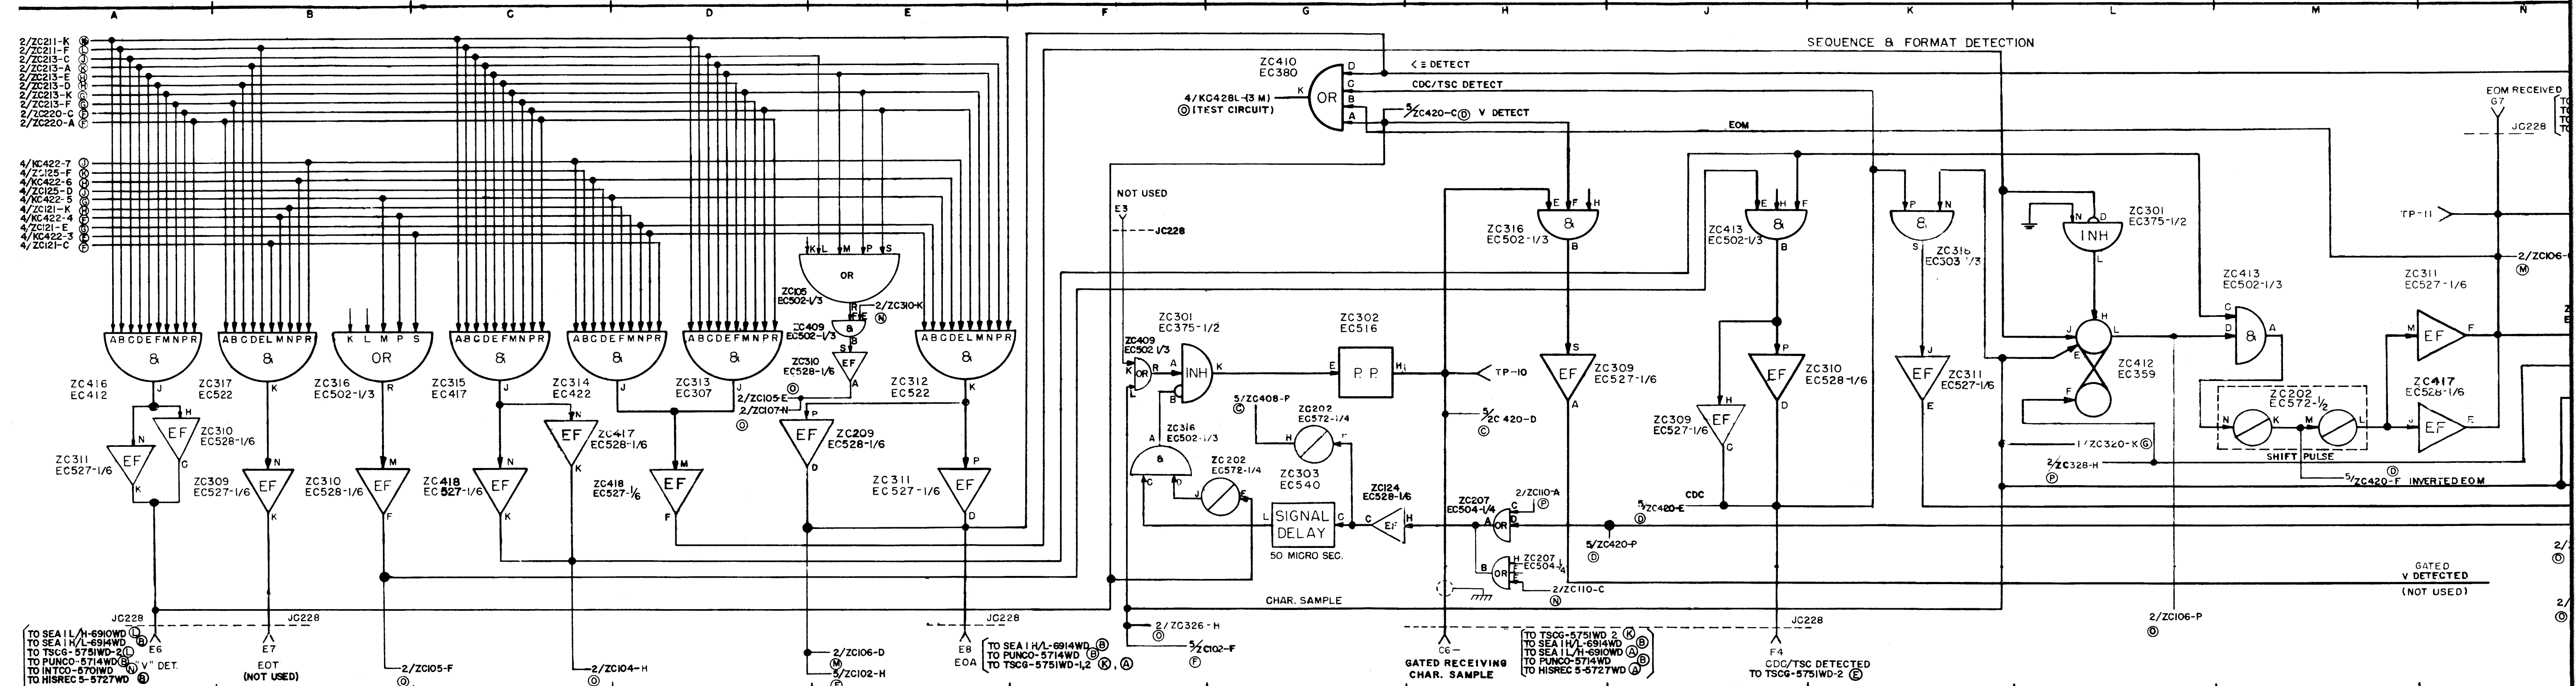 A B C D E F G H J K L M N
SEQUENCE & FORMAT DETECTION
2/ZC211-K
2/ZC211-F Ⓛ
2/ZC213-C Ⓙ
2/ZC213-A Ⓚ
2/ZC213-E Ⓗ
2/ZC213-D Ⓗ
2/ZC213-K Ⓖ
2/ZC213-F Ⓖ
2/ZC220-C Ⓕ
2/ZC220-A Ⓕ
4/KC422-7 Ⓙ
4/ZC125-F Ⓚ
4/KC422-6 Ⓗ
4/ZC125-D Ⓙ
4/KC422-5 Ⓖ
4/ZC121-K Ⓗ
4/KC422-4 Ⓕ
4/ZC121-E Ⓖ
4/KC422-3 Ⓔ
4/ZC121-C Ⓕ
ZC410
EC380
OR
D
C
B
A
K
< ≡ DETECT
CDC/TSC DETECT
4/KC428L-(3 M)
Ⓞ (TEST CIRCUIT)
5/ZC420-C Ⓓ V DETECT
EOM
EOM RECEIVED
G7
JC228
TP-11
2/ZC106-
Ⓜ
NOT USED
E3
JC228
K L M P S
OR
ZC105
EC502-1/3
R
2/ZC310-K
Ⓝ
F E
&
ZC409
EC502-1/3
B
S
EF
ZC310
EC528-1/6
A
Ⓞ
2/ZC105-E
2/ZC107-N
Ⓞ
A B C D E F M N P R
&
J
ZC416
EC412
A B C D E L M N P R
&
K
ZC317
EC522
K L M P S
OR
R
ZC316
EC502-1/3
A B C D E F M N P R
&
J
ZC315
EC417
A B C D E F M N P R
&
J
ZC314
EC422
A B C D E F M N P R
&
J
ZC313
EC307
A B C D E L M N P R
&
K
ZC312
EC522
H
EF
G
ZC310
EC528-1/6
N
EF
K
ZC311
EC527-1/6
N
EF
K
ZC309
EC527-1/6
M
EF
F
ZC310
EC528-1/6
N
EF
K
ZC418
EC527-1/6
N
EF
K
ZC417
EC528-1/6
M
EF
F
ZC418
EC527-1/6
P
EF
D
ZC209
EC528-1/6
P
EF
D
ZC311
EC527-1/6
ZC409
EC502 1/3
K
L
OR
R
ZC301
EC375-1/2
A
B
INH
K
ZC302
EC516
E
P.P.
H
TP-10
5/ZC408-P
Ⓒ
ZC202
EC572-1/4
H
ZC316
EC502-1/3
A
&
C
D
ZC202
EC572-1/4
J
E
ZC303
EC540
L
SIGNAL
DELAY
C
50 MICRO SEC.
ZC124
EC528-1/6
C
EF
H
ZC207
EC504-1/4
A
OR
C
D
2/ZC110-A
Ⓟ
ZC207
EC504-1/4
B
OR
H
E
2/ZC110-C
Ⓝ
5/ZC420-D
Ⓒ
E F H
&
B
ZC316
EC502-1/3
S
EF
A
ZC309
EC527-1/6
E H F
&
B
ZC413
EC502-1/3
P
EF
D
ZC310
EC528-1/6
H
EF
C
ZC309
EC527-1/6
CDC
5/ZC420-E
Ⓓ
5/ZC420-P
Ⓓ
P N
&
S
ZC316
EC303 1/3
J
EF
E
ZC311
EC527-1/6
N D
INH
L
ZC301
EC375-1/2
H
J
L
E
F
ZC412
EC359
1/ZC320-K Ⓖ
2/ZC328-H
Ⓟ
ZC413
EC502-1/3
C
D
&
A
ZC202
EC572-1/2
N
K
M
L
SHIFT PULSE
Ⓓ
5/ZC420-F INVERTED EOM
ZC311
EC527-1/6
M
EF
F
ZC417
EC528-1/6
EF
2/ZC106-P
Ⓞ
GATED
V DETECTED
(NOT USED)
CHAR. SAMPLE
2/ZC326-H
Ⓞ
5/ZC102-F
Ⓕ
JC228
E6
"V" DET.
TO SEA I L/H-6910WD Ⓛ
TO SEA I H/L-6914WD Ⓑ
TO TSCG-5751WD-2 Ⓛ
TO PUNCO-5714WD Ⓑ
TO INTCO-5701WD Ⓝ
TO HISREC 5-5727WD Ⓑ
JC228
E7
EOT
(NOT USED)
2/ZC105-F
Ⓞ
2/ZC104-H
Ⓞ
2/ZC106-D
Ⓜ
5/ZC102-H
JC228
E8
EOA
TO SEA I H/L-6914WD Ⓑ
TO PUNCO-5714WD Ⓑ
TO TSCG-5751WD-1,2 Ⓚ, Ⓐ
C6
GATED RECEIVING
CHAR. SAMPLE
TO TSCG-5751WD 2 Ⓚ
TO SEA I H/L-6914WD Ⓑ
TO SEA I L/H-6910WD Ⓐ
TO PUNCO-5714WD Ⓑ
TO HISREC 5-5727WD Ⓐ
JC228
F4
CDC/TSC DETECTED
TO TSCG-5751WD-2 Ⓔ
2/
Ⓞ
2/
Ⓞ